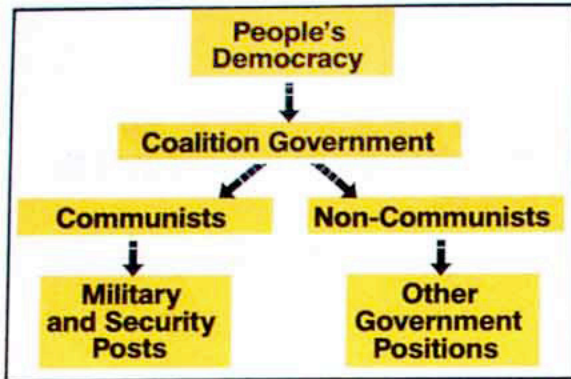 People's
Democracy
Coalition Government
Communists
Non-Communists
Military
and Security
Posts
Other
Government
Positions